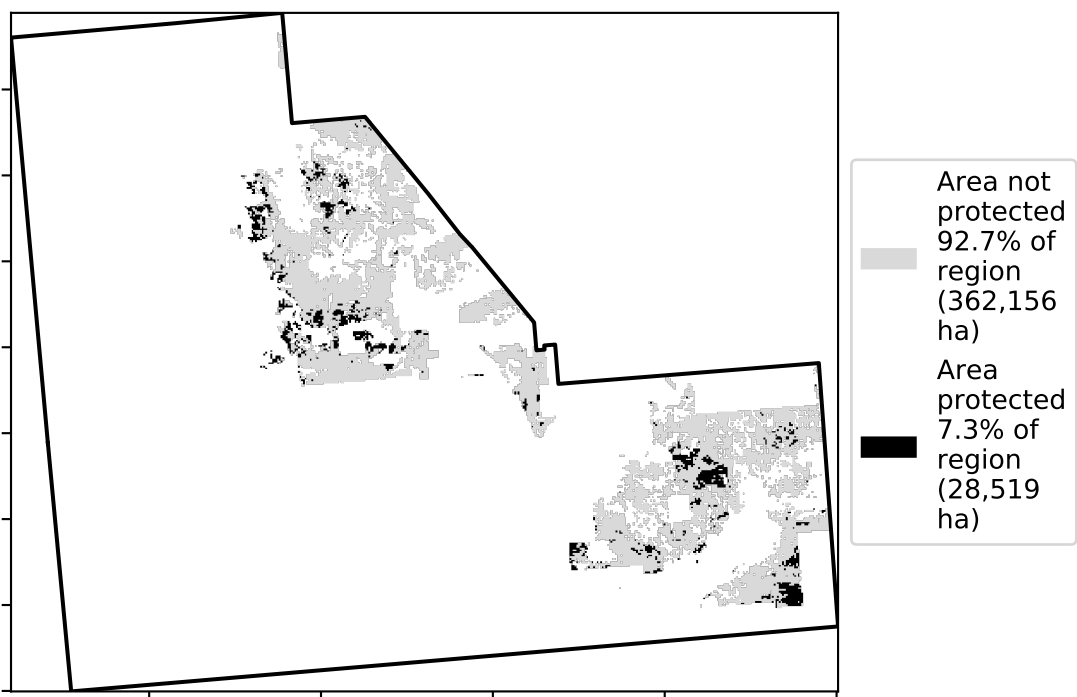 Area not
protected
92.7% of
region
(362,156
ha)
Area
protected
7.3% of
region
(28,519
ha)